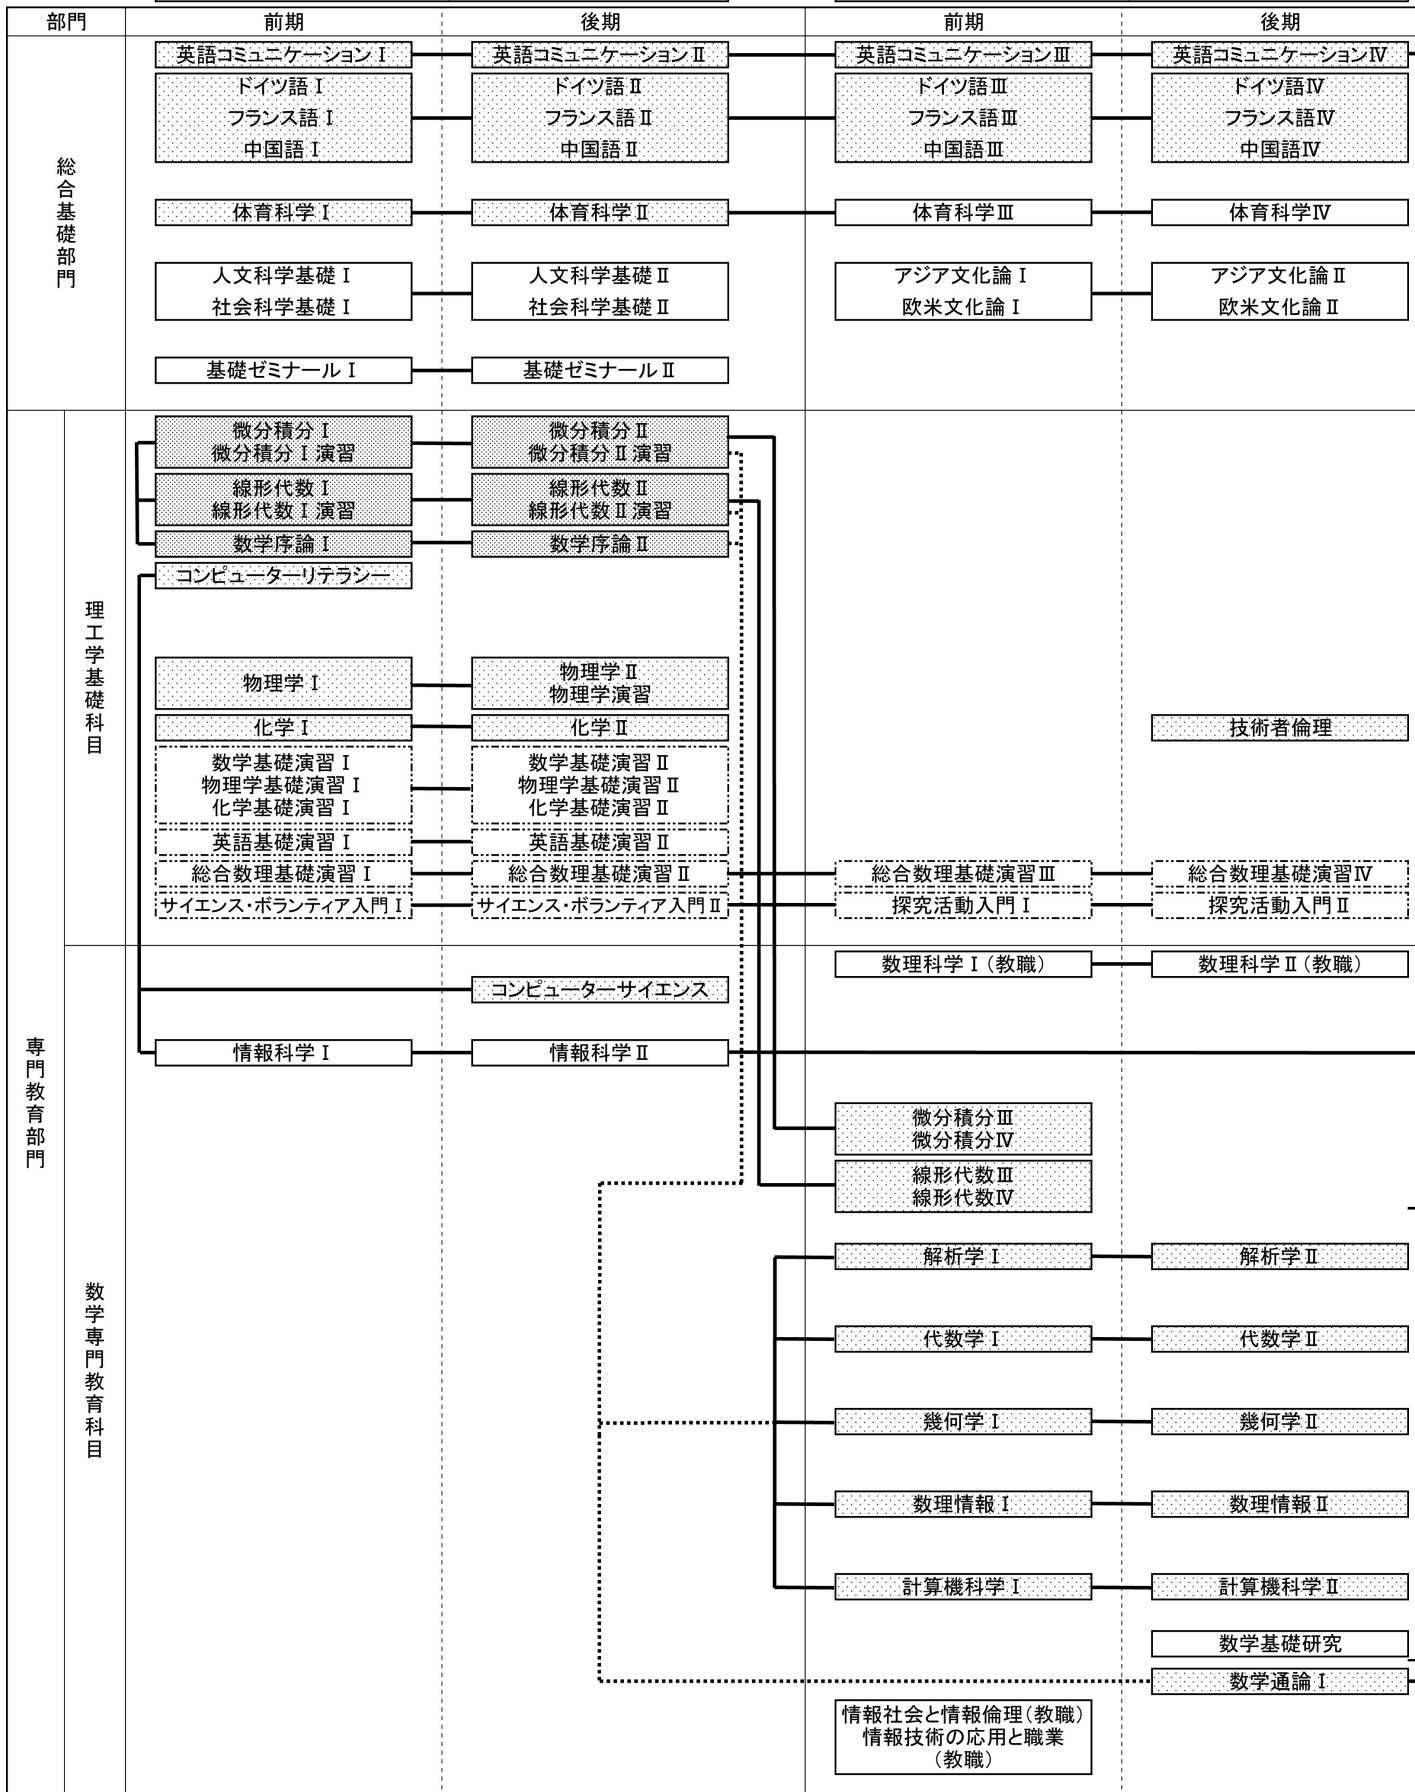 部門
前期
後期
前期
後期
総合基礎部門
英語コミュニケーションⅠ
英語コミュニケーションⅡ
英語コミュニケーションⅢ
英語コミュニケーションⅣ
ドイツ語Ⅰ
フランス語Ⅰ
中国語Ⅰ
ドイツ語Ⅱ
フランス語Ⅱ
中国語Ⅱ
ドイツ語Ⅲ
フランス語Ⅲ
中国語Ⅲ
ドイツ語Ⅳ
フランス語Ⅳ
中国語Ⅳ
体育科学Ⅰ
体育科学Ⅱ
体育科学Ⅲ
体育科学Ⅳ
人文科学基礎Ⅰ
社会科学基礎Ⅰ
人文科学基礎Ⅱ
社会科学基礎Ⅱ
アジア文化論Ⅰ
欧米文化論Ⅰ
アジア文化論Ⅱ
欧米文化論Ⅱ
基礎ゼミナールⅠ
基礎ゼミナールⅡ
専門教育部門
理工学基礎科目
微分積分Ⅰ
微分積分Ⅰ演習
微分積分Ⅱ
微分積分Ⅱ演習
線形代数Ⅰ
線形代数Ⅰ演習
線形代数Ⅱ
線形代数Ⅱ演習
数学序論Ⅰ
数学序論Ⅱ
コンピューターリテラシー
物理学Ⅰ
物理学Ⅱ
物理学演習
化学Ⅰ
化学Ⅱ
技術者倫理
数学基礎演習Ⅰ
物理学基礎演習Ⅰ
化学基礎演習Ⅰ
数学基礎演習Ⅱ
物理学基礎演習Ⅱ
化学基礎演習Ⅱ
英語基礎演習Ⅰ
英語基礎演習Ⅱ
総合数理基礎演習Ⅰ
総合数理基礎演習Ⅱ
総合数理基礎演習Ⅲ
総合数理基礎演習Ⅳ
サイエンス・ボランティア入門Ⅰ
サイエンス・ボランティア入門Ⅱ
探究活動入門Ⅰ
探究活動入門Ⅱ
数学専門教育科目
数理科学Ⅰ（教職）
数理科学Ⅱ（教職）
コンピューターサイエンス
情報科学Ⅰ
情報科学Ⅱ
微分積分Ⅲ
微分積分Ⅳ
線形代数Ⅲ
線形代数Ⅳ
解析学Ⅰ
解析学Ⅱ
代数学Ⅰ
代数学Ⅱ
幾何学Ⅰ
幾何学Ⅱ
数理情報Ⅰ
数理情報Ⅱ
計算機科学Ⅰ
計算機科学Ⅱ
数学基礎研究
数学通論Ⅰ
情報社会と情報倫理（教職）
情報技術の応用と職業
（教職）